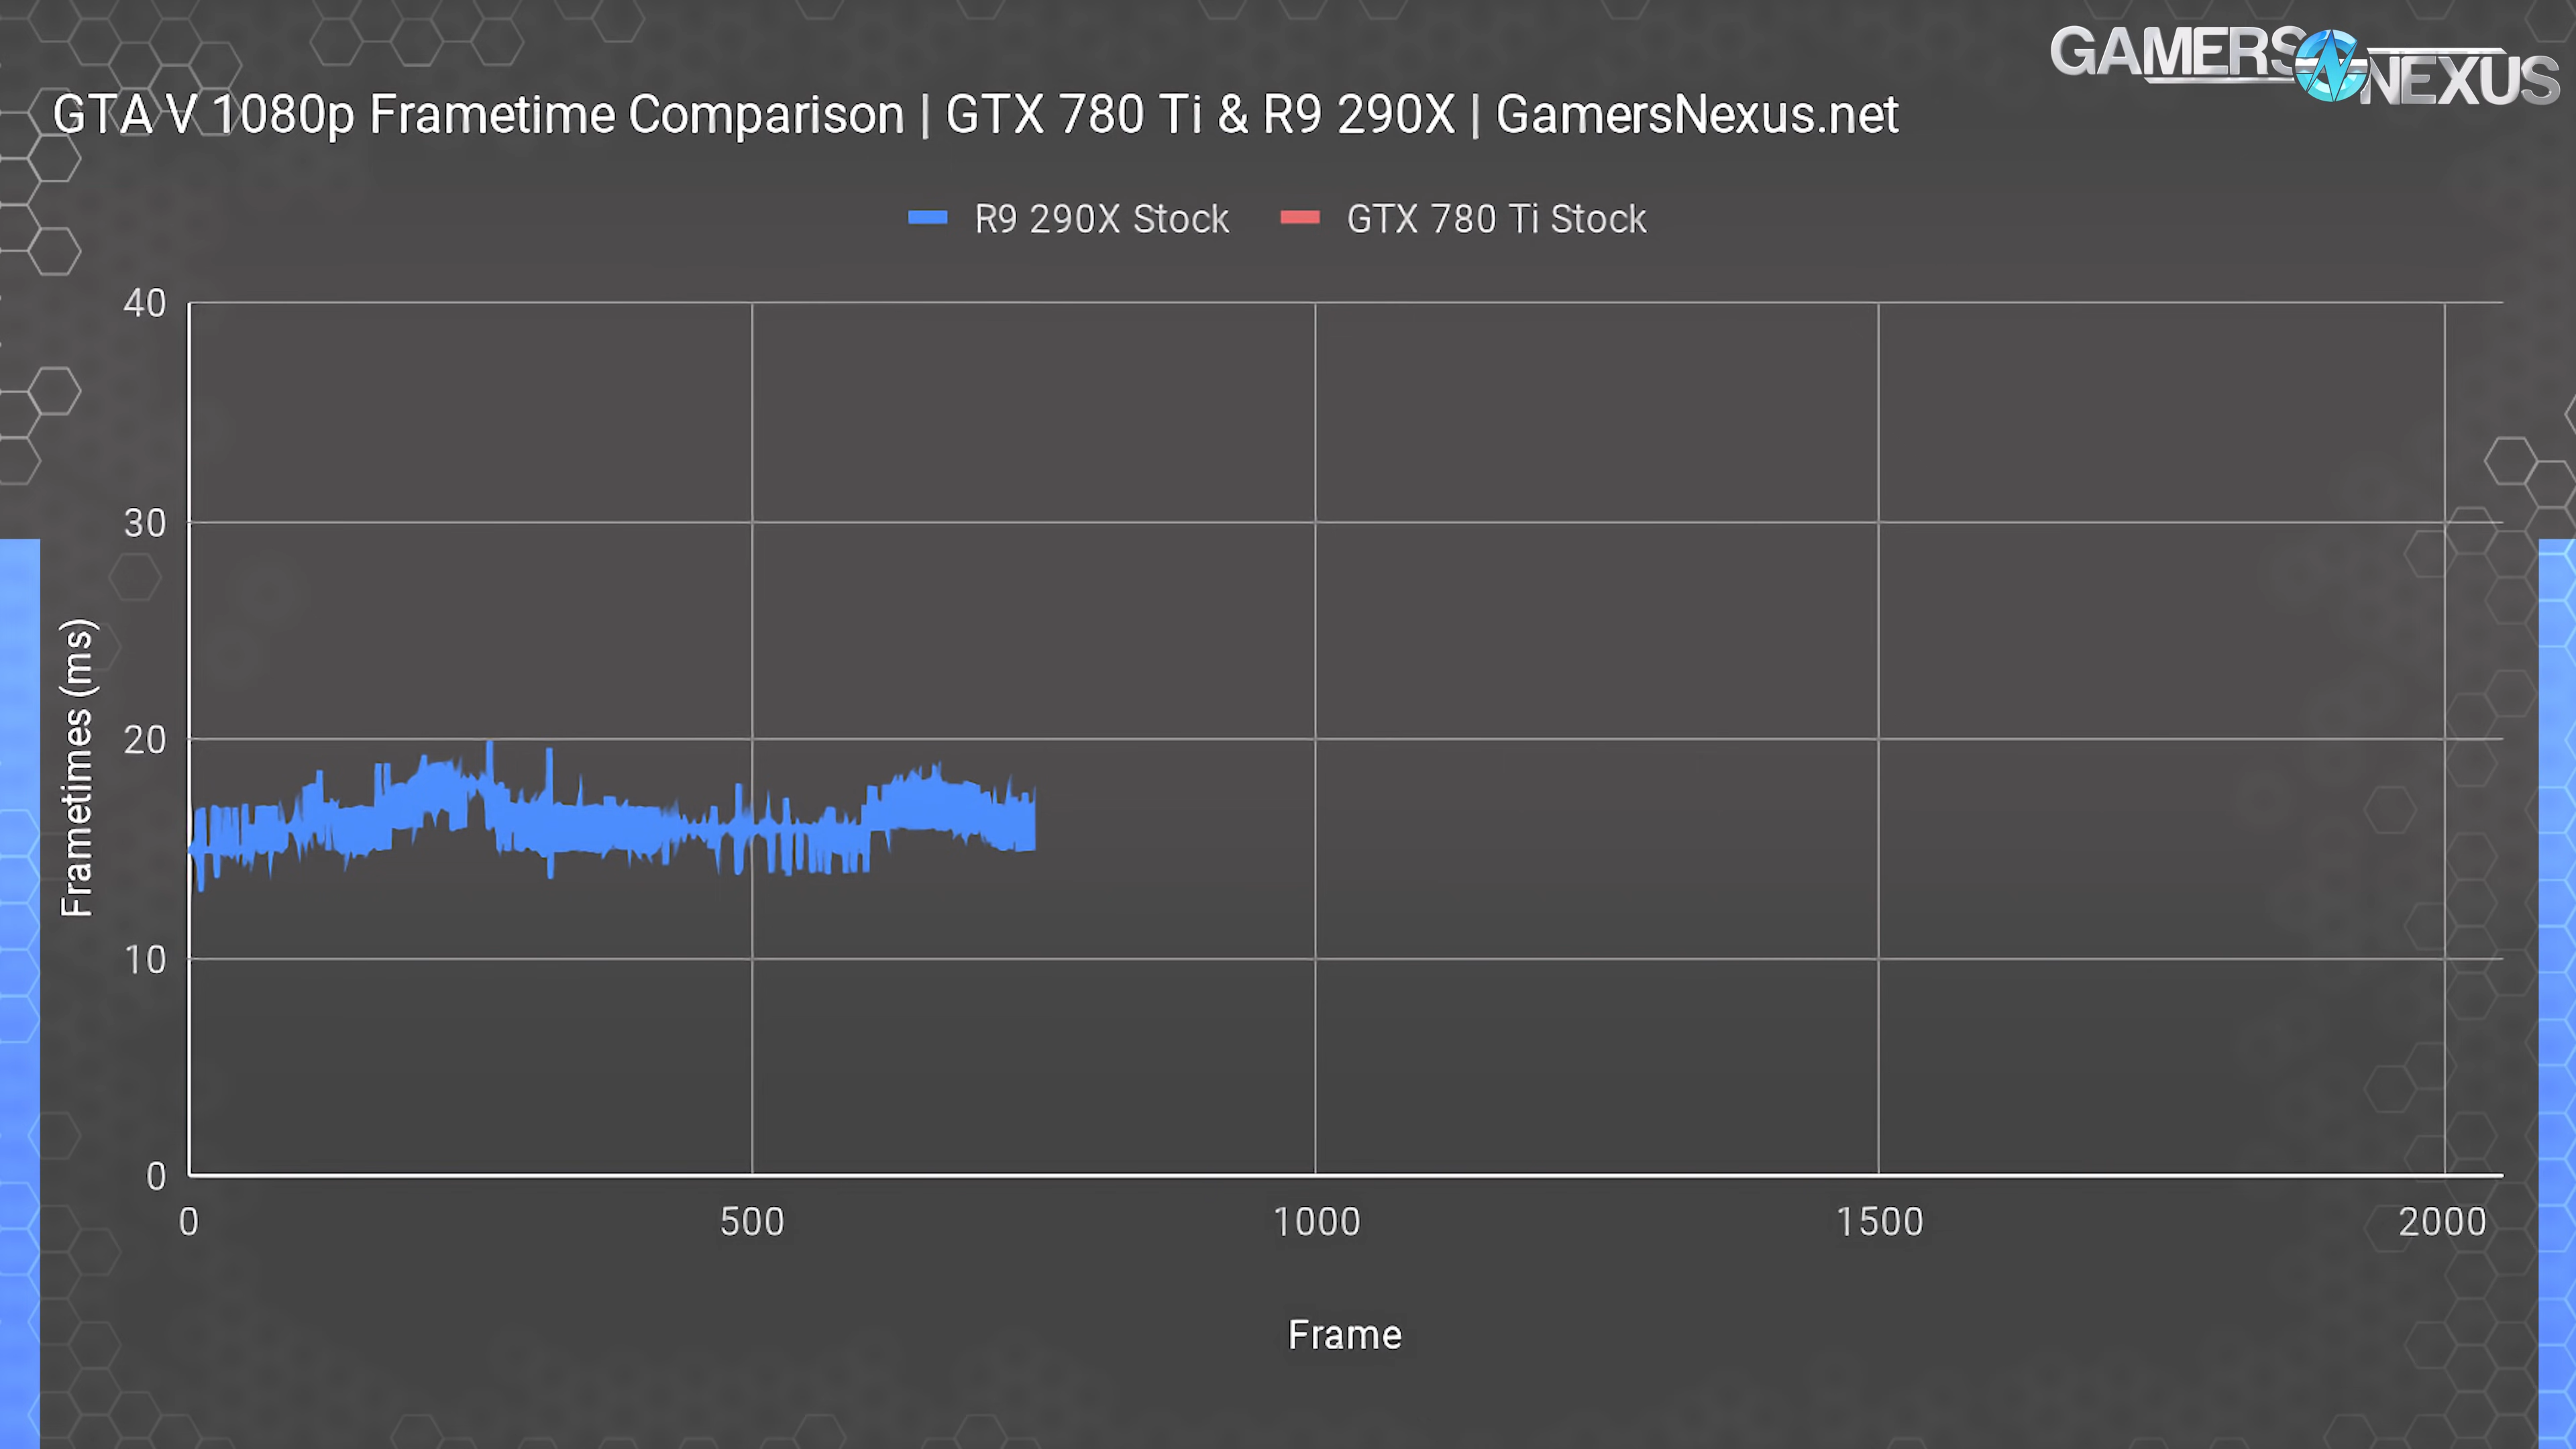 GAMERS NEXUS
GTA V 1080p Frametime Comparison | GTX 780 Ti & R9 290X | GamersNexus.net
R9 290X Stock
GTX 780 Ti Stock
40
30
20
10
0
Frametimes (ms)
0
500
1000
1500
2000
Frame